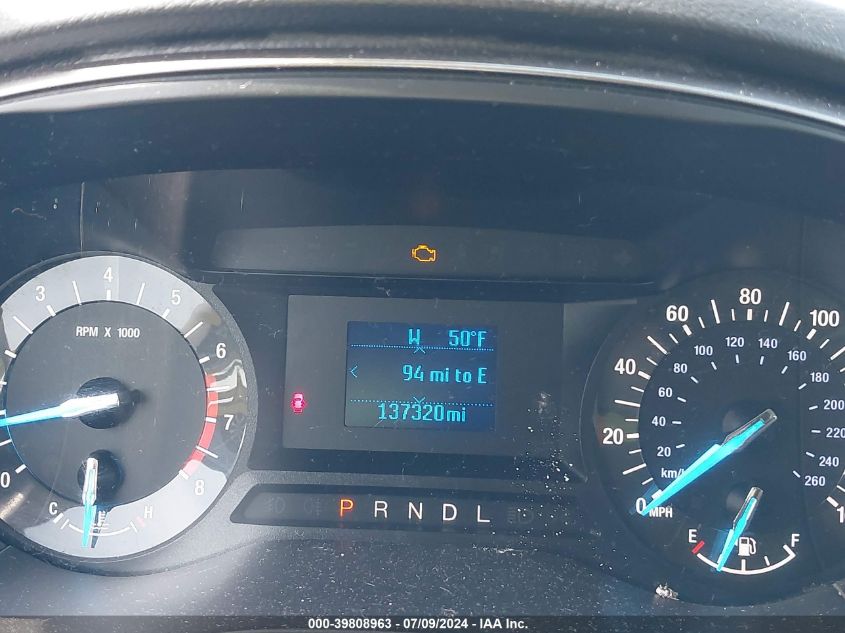 W 50°F
94 mi to E
137320mi
3 4 5 6 7 8
RPM X 1000
0
C H
P R N D L
0 20 40 60 80 100 1
20 40 60 80 100 120 140 160 180 200 220 240 260
km/
MPH
E F
000-39808963 / 07/09/2024 - IAA Inc.